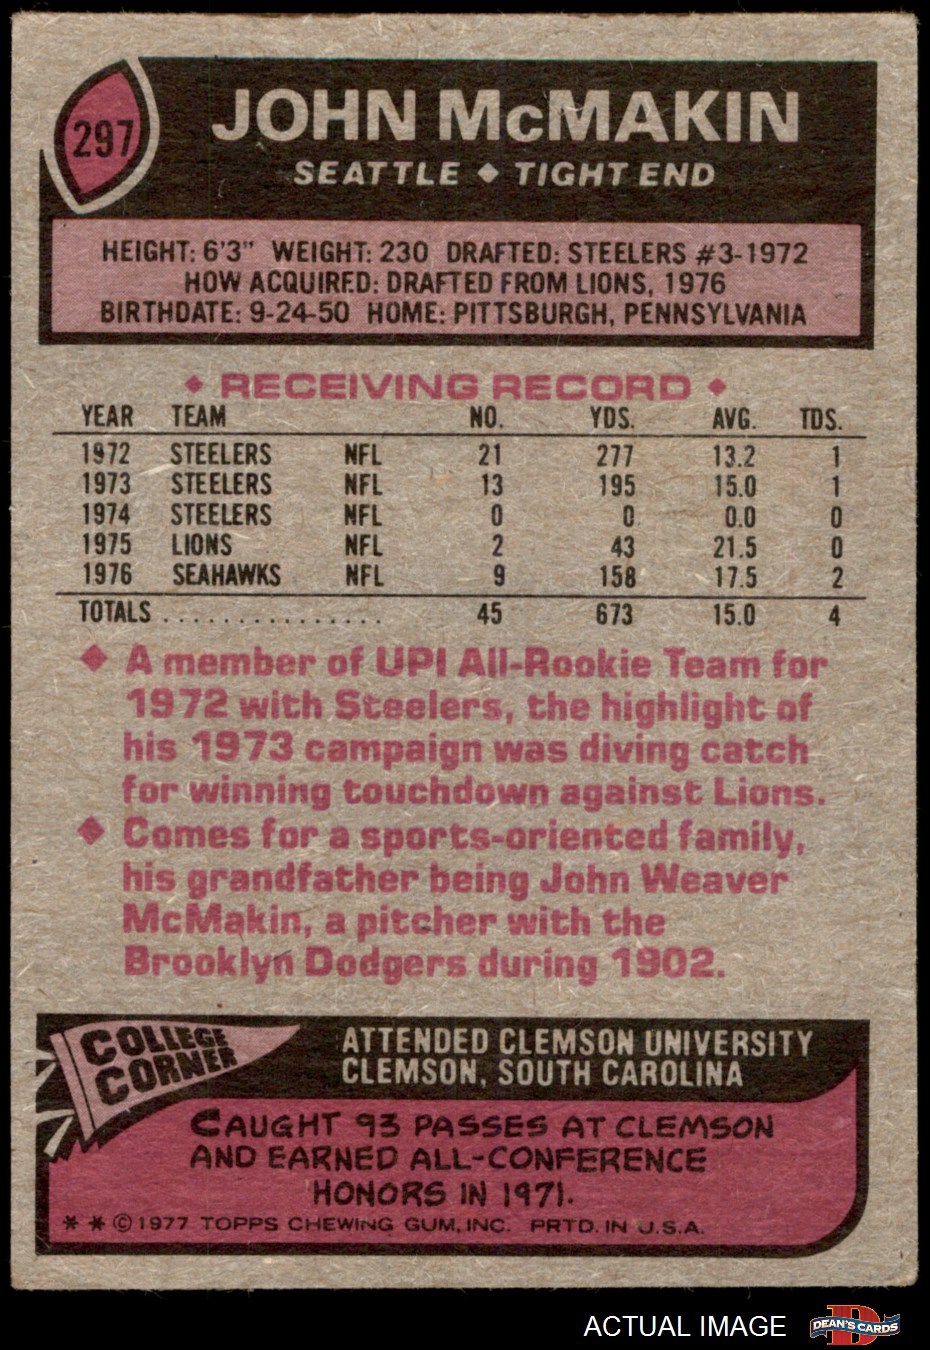 297
JOHN McMAKIN
SEATTLE ◆ TIGHT END
HEIGHT: 6'3" WEIGHT: 230 DRAFTED: STEELERS #3-1972
HOW ACQUIRED: DRAFTED FROM LIONS, 1976
BIRTHDATE: 9-24-50 HOME: PITTSBURGH, PENNSYLVANIA
◆ RECEIVING RECORD ◆
YEAR TEAM NO. YDS. AVG. TDS.
1972 STEELERS NFL 21 277 13.2 1
1973 STEELERS NFL 13 195 15.0 1
1974 STEELERS NFL 0 0 0.0 0
1975 LIONS NFL 2 43 21.5 0
1976 SEAHAWKS NFL 9 158 17.5 2
TOTALS . . . . . . . . . . . . . . . 45 673 15.0 4
◆ A member of UPI All-Rookie Team for
1972 with Steelers, the highlight of
his 1973 campaign was diving catch
for winning touchdown against Lions.
◆ Comes for a sports-oriented family,
his grandfather being John Weaver
McMakin, a pitcher with the
Brooklyn Dodgers during 1902.
COLLEGE
CORNER
ATTENDED CLEMSON UNIVERSITY
CLEMSON, SOUTH CAROLINA
CAUGHT 93 PASSES AT CLEMSON
AND EARNED ALL-CONFERENCE
HONORS IN 1971.
* * © 1977 TOPPS CHEWING GUM, INC. PRTD. IN U.S.A.
ACTUAL IMAGE
D
DEAN'S CARDS